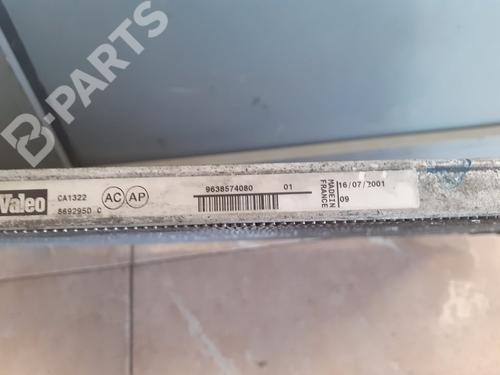 B-PARTS
Valeo
CA1322
869295D C
AC AP
9638574080 01
MADE IN
FRANCE
16/07/2001
09